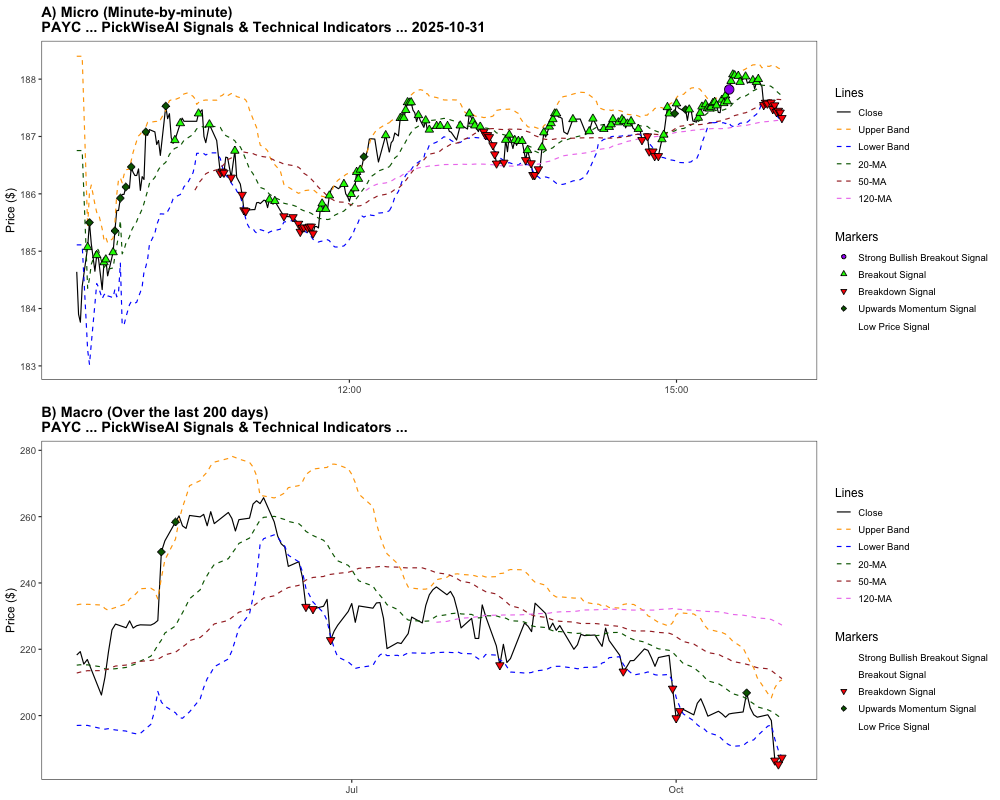 A) Micro (Minute-by-minute)
PAYC ... PickWiseAI Signals & Technical Indicators ... 2025-10-31
188
187
186
185
184
183
Price ($)
12:00
15:00
Lines
Close
Upper Band
Lower Band
20-MA
50-MA
120-MA
Markers
Strong Bullish Breakout Signal
Breakout Signal
Breakdown Signal
Upwards Momentum Signal
Low Price Signal
B) Macro (Over the last 200 days)
PAYC ... PickWiseAI Signals & Technical Indicators ...
280
260
240
220
200
Price ($)
Jul
Oct
Lines
Close
Upper Band
Lower Band
20-MA
50-MA
120-MA
Markers
Strong Bullish Breakout Signal
Breakout Signal
Breakdown Signal
Upwards Momentum Signal
Low Price Signal